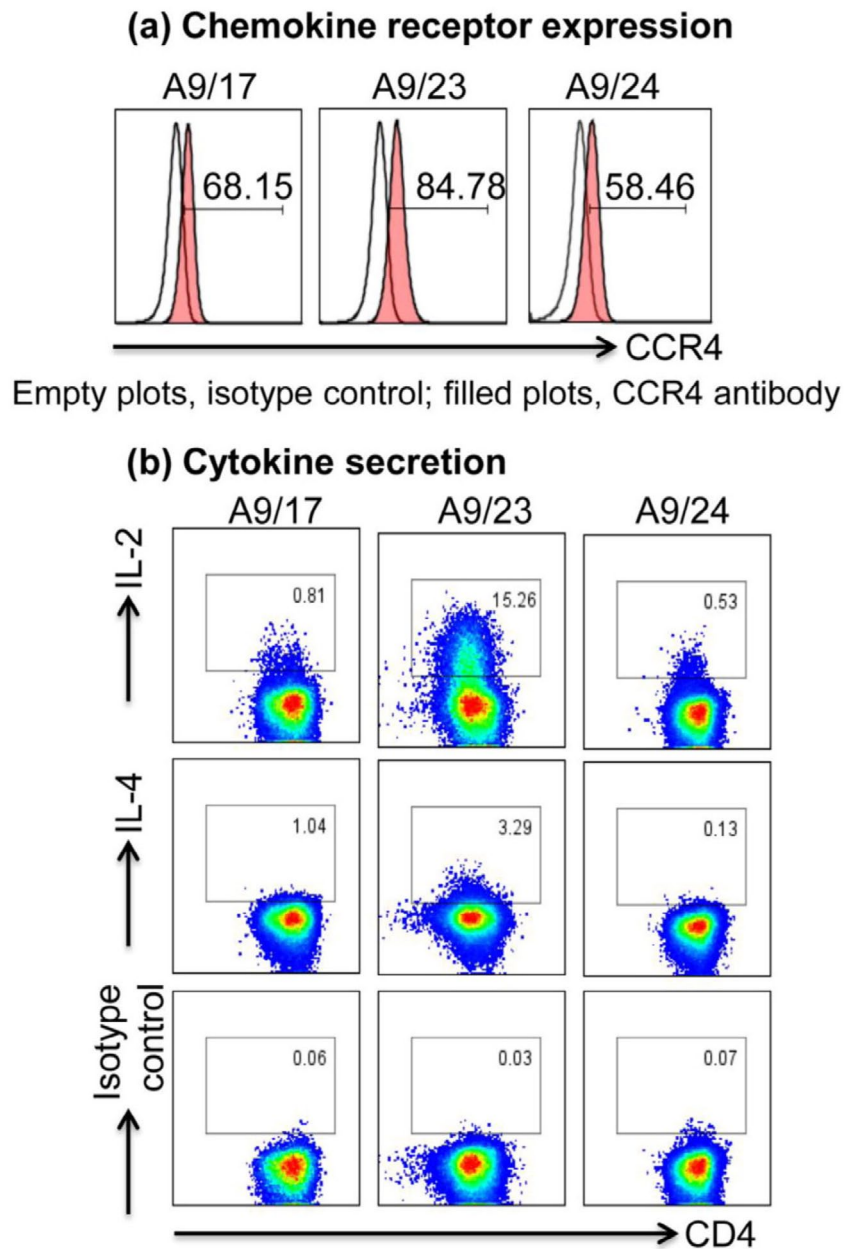 (a) Chemokine receptor expression
A9/17 A9/23 A9/24
68.15 84.78 58.46
CCR4
Empty plots, isotype control; filled plots, CCR4 antibody
(b) Cytokine secretion
A9/17 A9/23 A9/24
IL-2
0.81 15.26 0.53
IL-4
1.04 3.29 0.13
Isotype
control
0.06 0.03 0.07
CD4